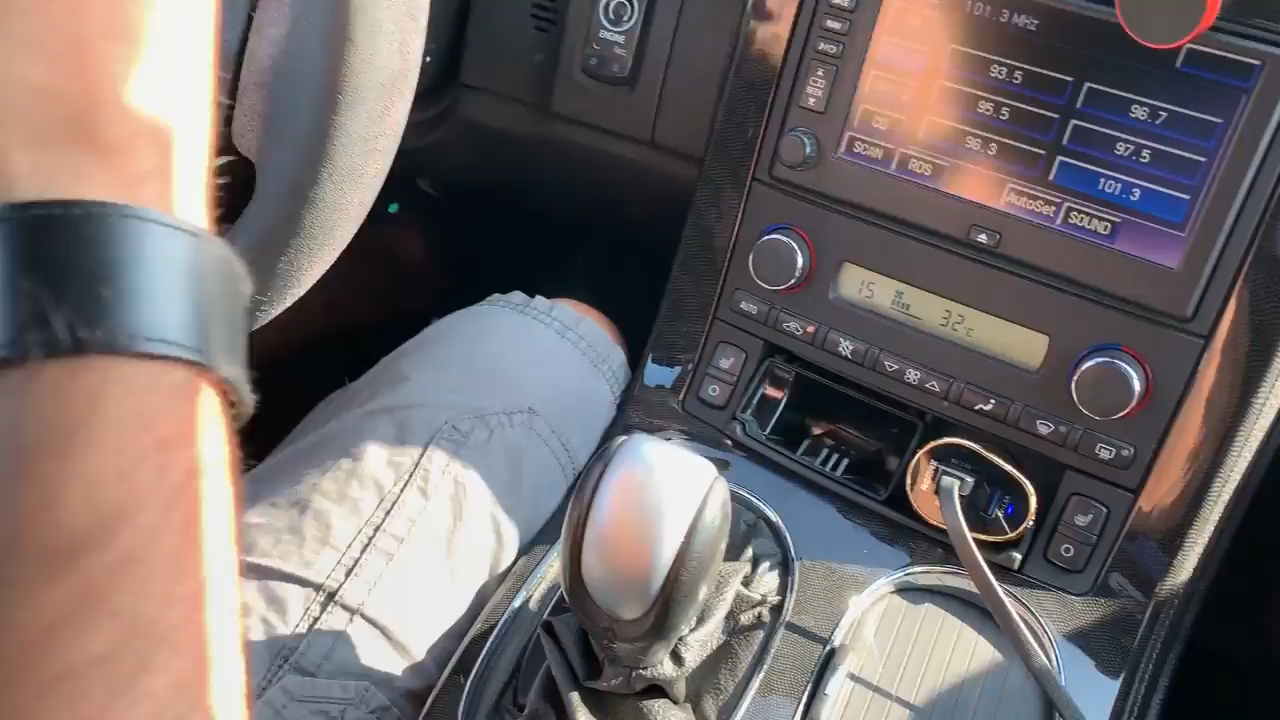 ENGINE
101.3 MHz
SEEK
93.5
96.7
95.5
97.5
96.3
101.3
SCAN
RDS
AutoSet
SOUND
15
32°C
AUTO